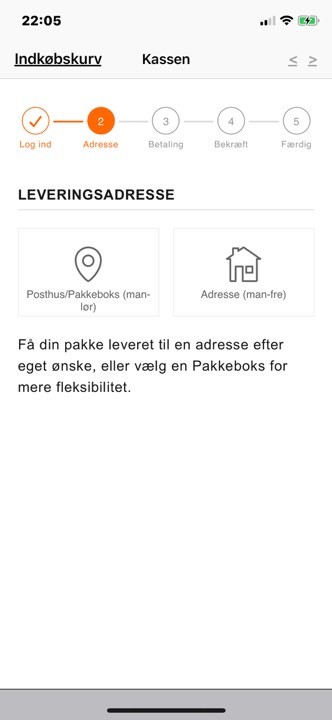 22:05
Indkøbskurv Kassen < >
2 3 4 5
Log ind Adresse Betaling Bekræft Færdig
LEVERINGSADRESSE
Posthus/Pakkeboks (man-
lør)
Adresse (man-fre)
Få din pakke leveret til en adresse efter
eget ønske, eller vælg en Pakkeboks for
mere fleksibilitet.